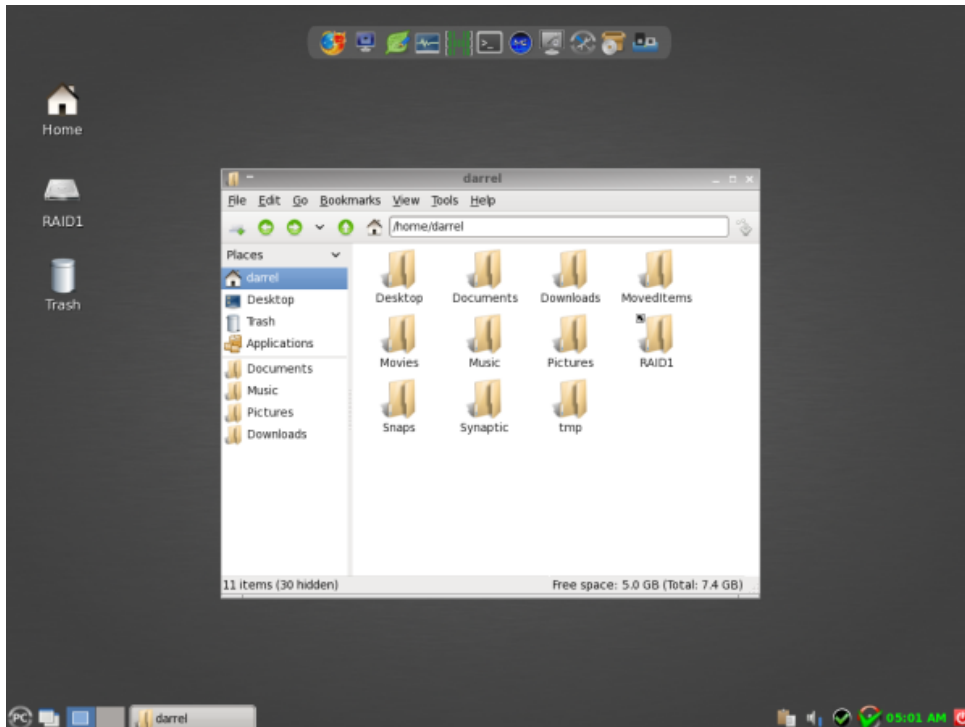 Home
RAID1
Trash
darrel
File Edit Go Bookmarks View Tools Help
/home/darrel
Places
darrel
Desktop
Trash
Applications
Documents
Music
Pictures
Downloads
Desktop Documents Downloads MovedItems
Movies Music Pictures RAID1
Snaps Synaptic tmp
11 items (30 hidden) Free space: 5.0 GB (Total: 7.4 GB)
PC darrel 05:01 AM